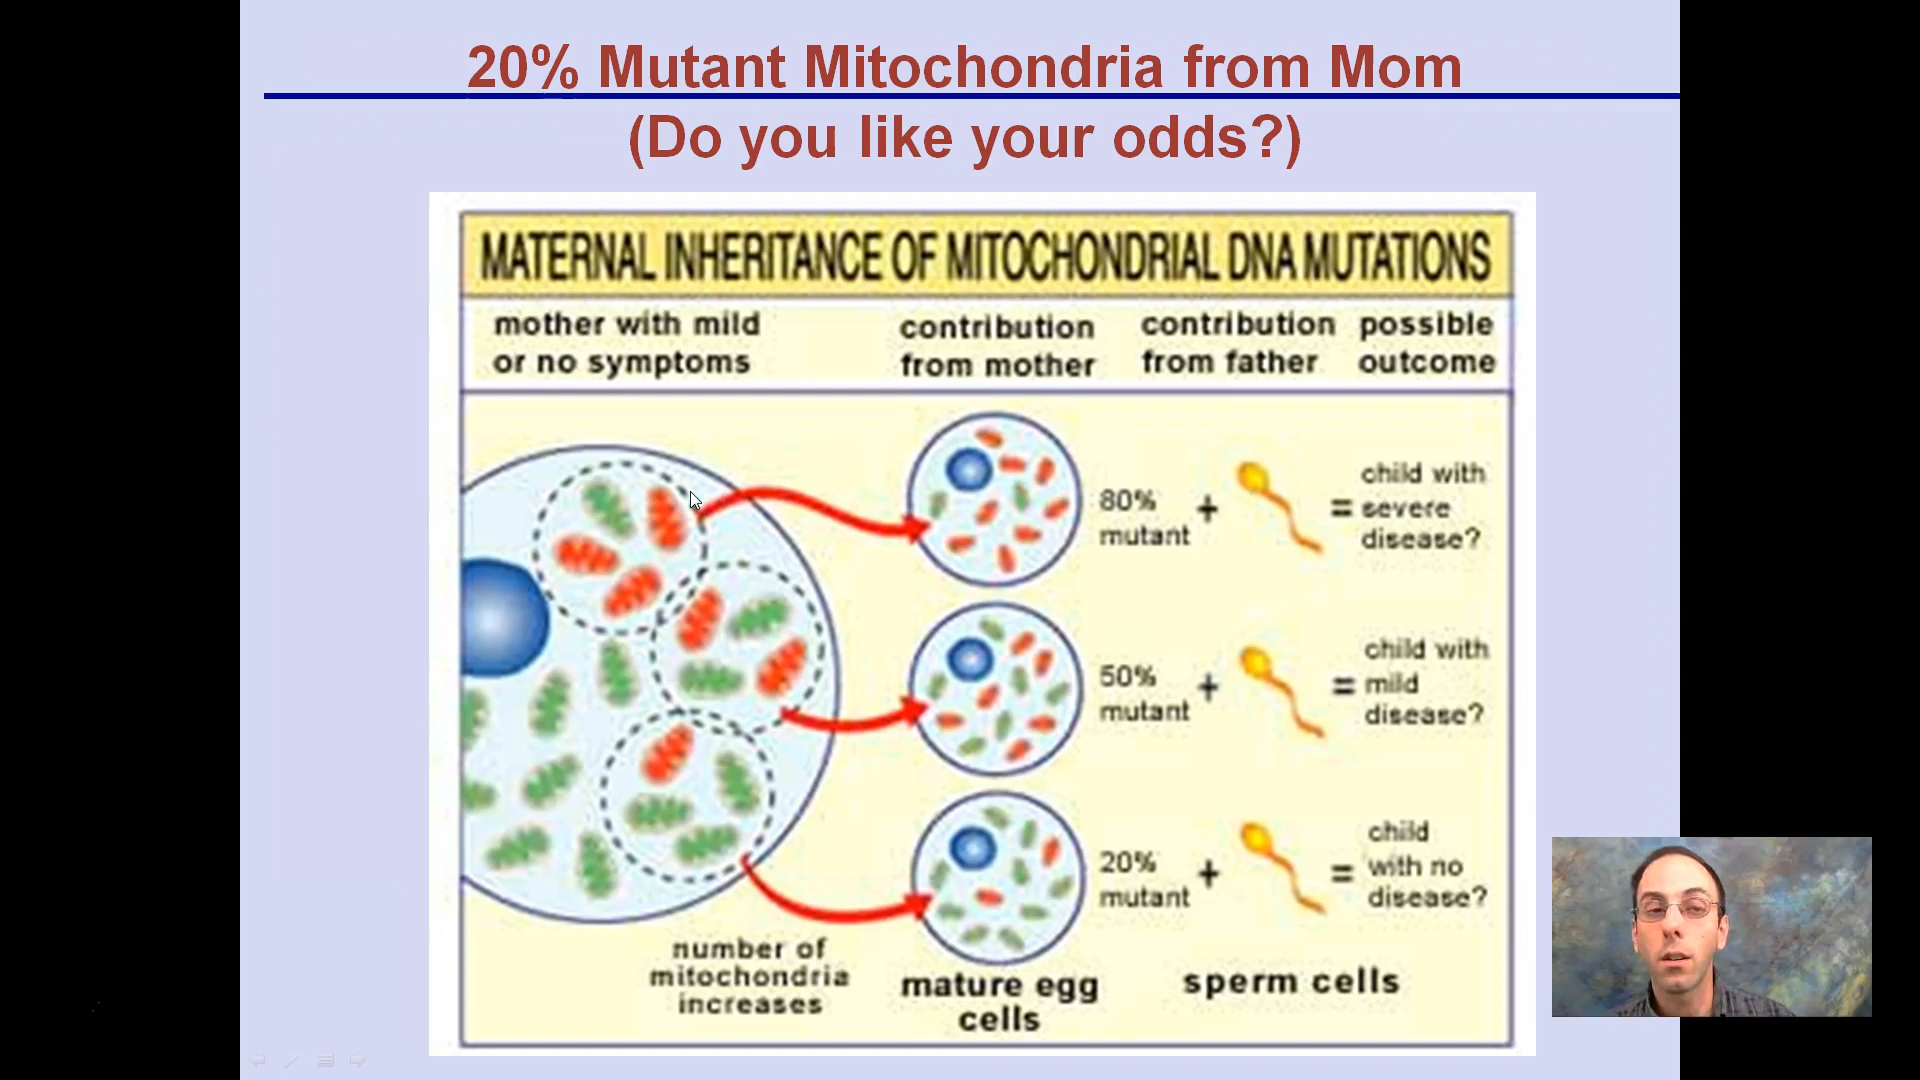 20% Mutant Mitochondria from Mom
(Do you like your odds?)
MATERNAL INHERITANCE OF MITOCHONDRIAL DNA MUTATIONS
mother with mild
or no symptoms
contribution
from mother
contribution
from father
possible
outcome
80%
mutant
+
=
child with
severe
disease?
50%
mutant
+
=
child with
mild
disease?
20%
mutant
+
=
child
with no
disease?
number of
mitochondria
increases
mature egg
cells
sperm cells